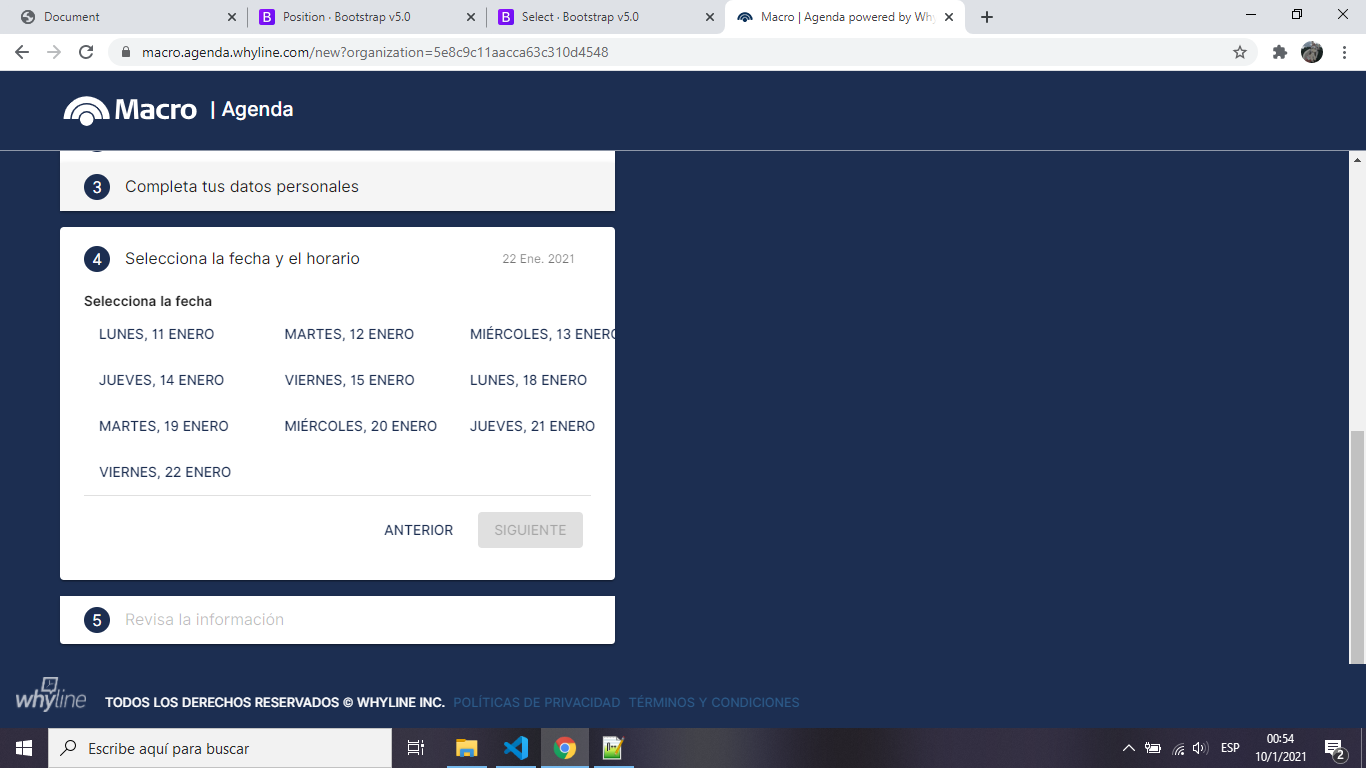 Document
Position · Bootstrap v5.0
Select · Bootstrap v5.0
Macro | Agenda powered by Why
macro.agenda.whyline.com/new?organization=5e8c9c11aacca63c310d4548
Macro | Agenda
3 Completa tus datos personales
4 Selecciona la fecha y el horario 22 Ene. 2021
Selecciona la fecha
LUNES, 11 ENERO MARTES, 12 ENERO MIÉRCOLES, 13 ENERO
JUEVES, 14 ENERO VIERNES, 15 ENERO LUNES, 18 ENERO
MARTES, 19 ENERO MIÉRCOLES, 20 ENERO JUEVES, 21 ENERO
VIERNES, 22 ENERO
ANTERIOR SIGUIENTE
5 Revisa la información
whyline TODOS LOS DERECHOS RESERVADOS © WHYLINE INC. POLÍTICAS DE PRIVACIDAD TÉRMINOS Y CONDICIONES
Escribe aquí para buscar
ESP
00:54
10/1/2021
2